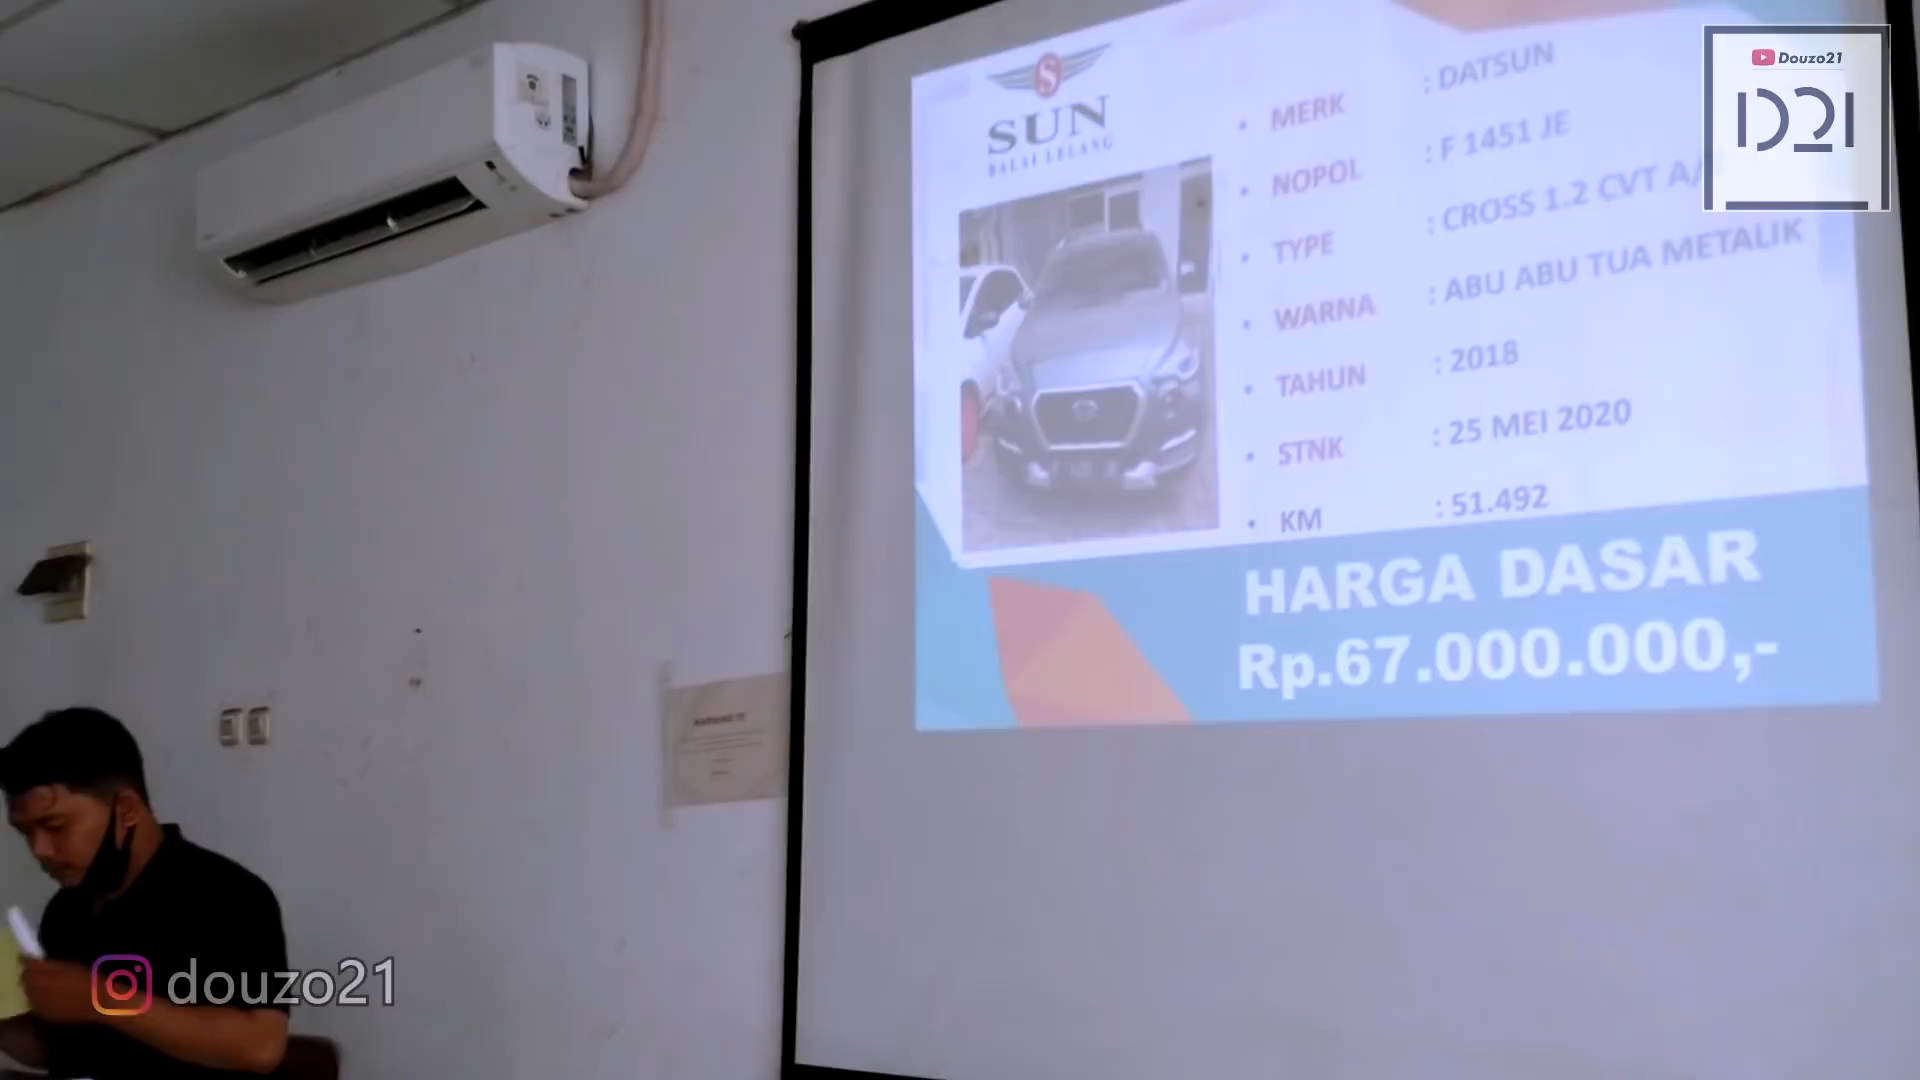 Douzo21
D21
S
SUN
BALAI LELANG
• MERK : DATSUN
• NOPOL : F 1451 JE
• TYPE : CROSS 1.2 CVT A/
• WARNA : ABU ABU TUA METALIK
• TAHUN : 2018
• STNK : 25 MEI 2020
• KM : 51.492
HARGA DASAR
Rp.67.000.000,-
douzo21